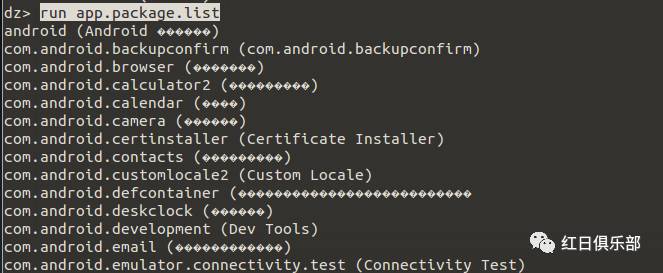 dz> run app.package.list
android (Android ������)
com.android.backupconfirm (com.android.backupconfirm)
com.android.browser (�������)
com.android.calculator2 (���������)
com.android.calendar (����)
com.android.camera (������)
com.android.certinstaller (Certificate Installer)
com.android.contacts (���������)
com.android.customlocale2 (Custom Locale)
com.android.defcontainer (��������������������������
com.android.deskclock (������)
com.android.development (Dev Tools)
com.android.email (������������)
com.android.emulator.connectivity.test (Connectivity Test)
红日俱乐部